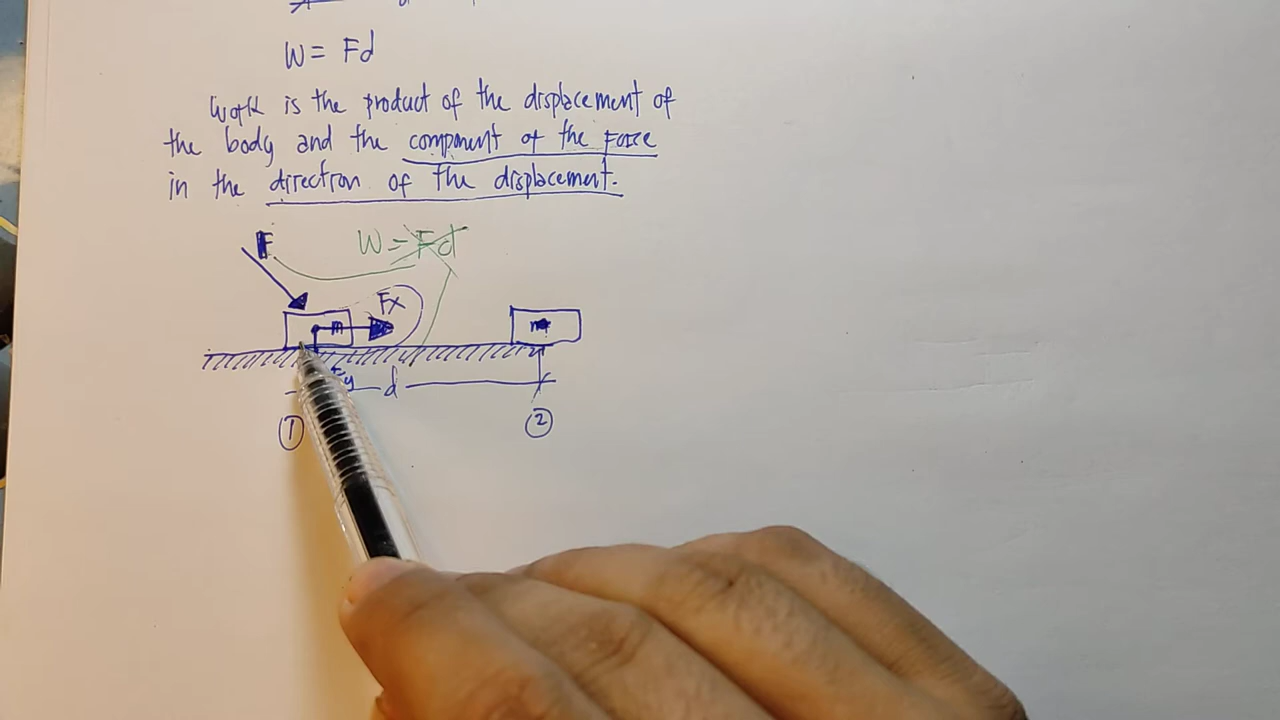 W = Fd
Work is the product of the displacement of
the body and the component of the Force
in the direction of the displacement.
F
W = Fd
Fx
m
m
Fy
d
1
2